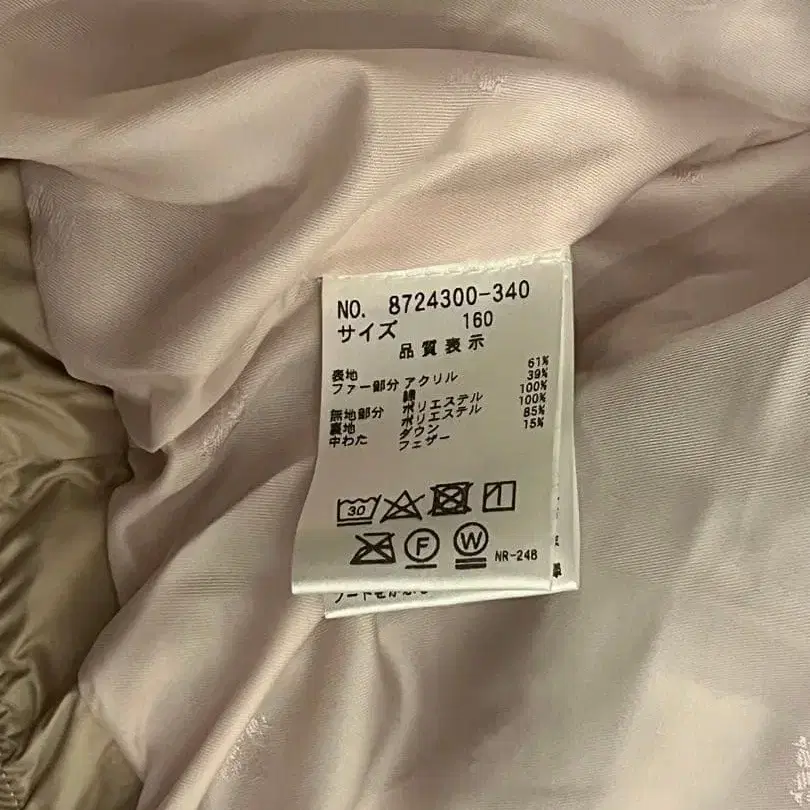 NO. 8724300-340
サイズ 160
品質表示
表地
ファー部分 アクリル 61%
綿 39%
無地部分 ポリエステル 100%
裏地 ポリエステル 100%
中わた ダウン 85%
フェザー 15%
30
F W NR-248